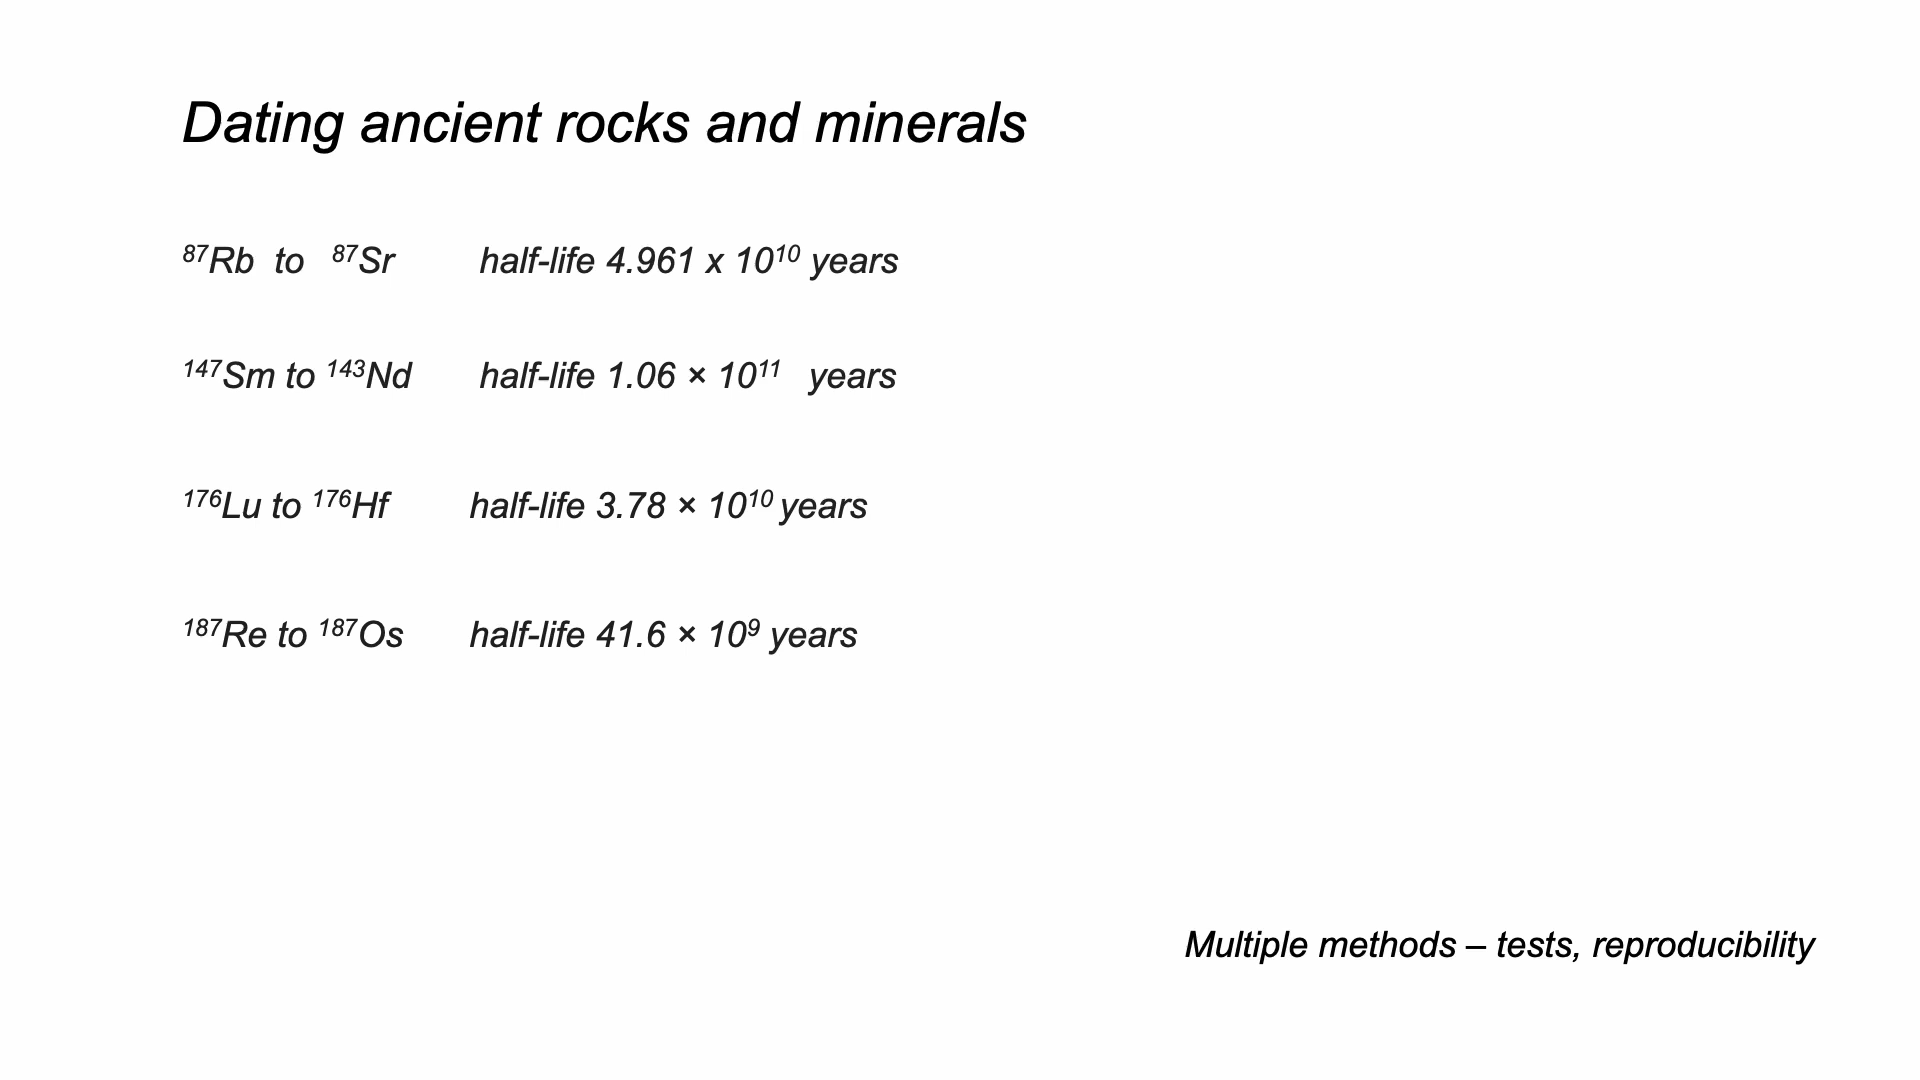 Dating ancient rocks and minerals
⁸⁷Rb to ⁸⁷Sr half-life 4.961 x 10¹⁰ years
¹⁴⁷Sm to ¹⁴³Nd half-life 1.06 × 10¹¹ years
¹⁷⁶Lu to ¹⁷⁶Hf half-life 3.78 × 10¹⁰ years
¹⁸⁷Re to ¹⁸⁷Os half-life 41.6 × 10⁹ years
Multiple methods – tests, reproducibility